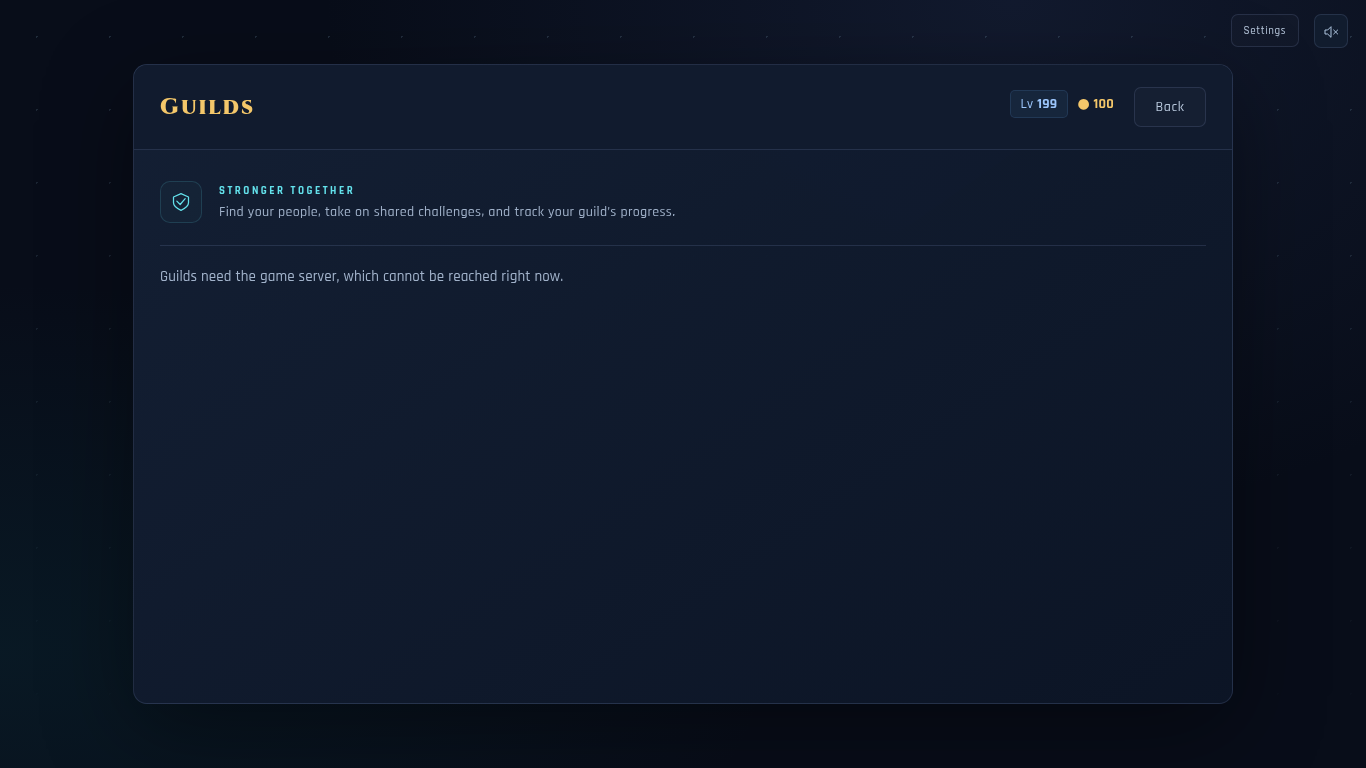 Settings
Guilds
Lv 199
100
Back
STRONGER TOGETHER
Find your people, take on shared challenges, and track your guild's progress.
Guilds need the game server, which cannot be reached right now.